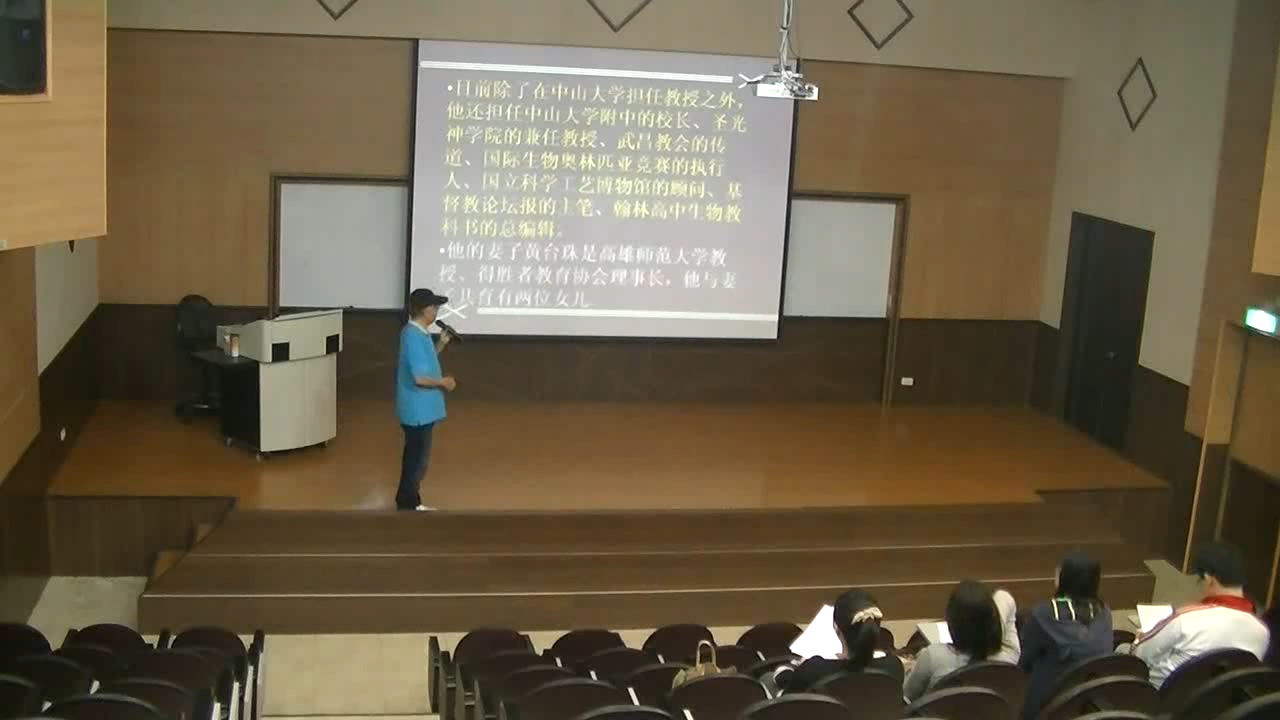 •目前除了在中山大学担任教授之外，
他还担任中山大学附中的校长、圣光
神学院的兼任教授、武昌教会的传
道、国际生物奥林匹亚竞赛的执行
人、国立科学工艺博物馆的顾问、基
督教论坛报的主笔、翰林高中生物教
科书的总编辑。
•他的妻子黄台珠是高雄师范大学教
授、得胜者教育协会理事长，他与妻
共育有两位女儿